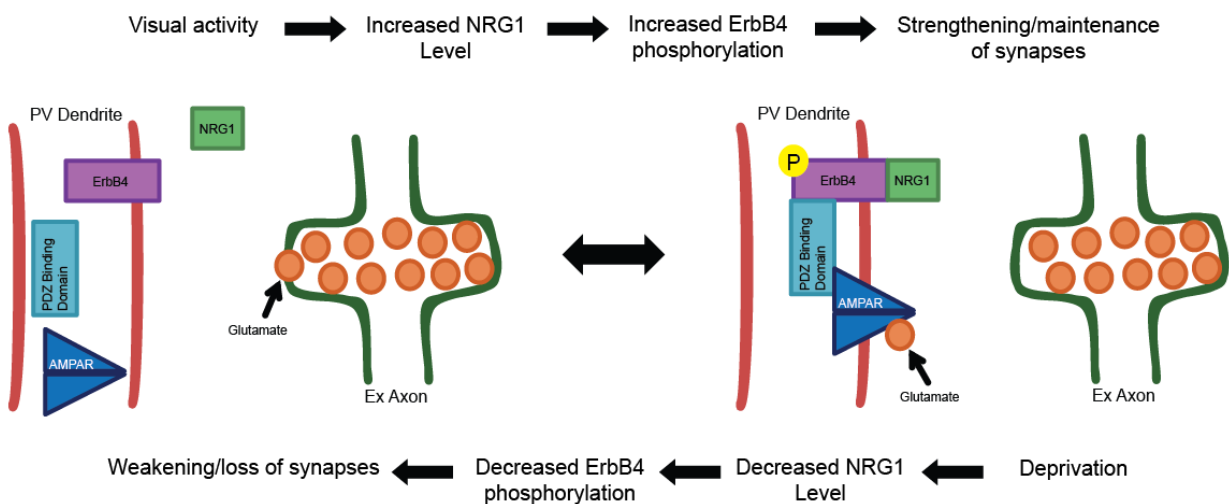 Visual activity
Increased NRG1
Level
Increased ErbB4
phosphorylation
Strengthening/maintenance
of synapses
PV Dendrite
NRG1
ErbB4
PDZ Binding
Domain
AMPAR
Glutamate
Ex Axon
PV Dendrite
P
ErbB4
NRG1
PDZ Binding
Domain
AMPAR
Glutamate
Ex Axon
Weakening/loss of synapses
Decreased ErbB4
phosphorylation
Decreased NRG1
Level
Deprivation